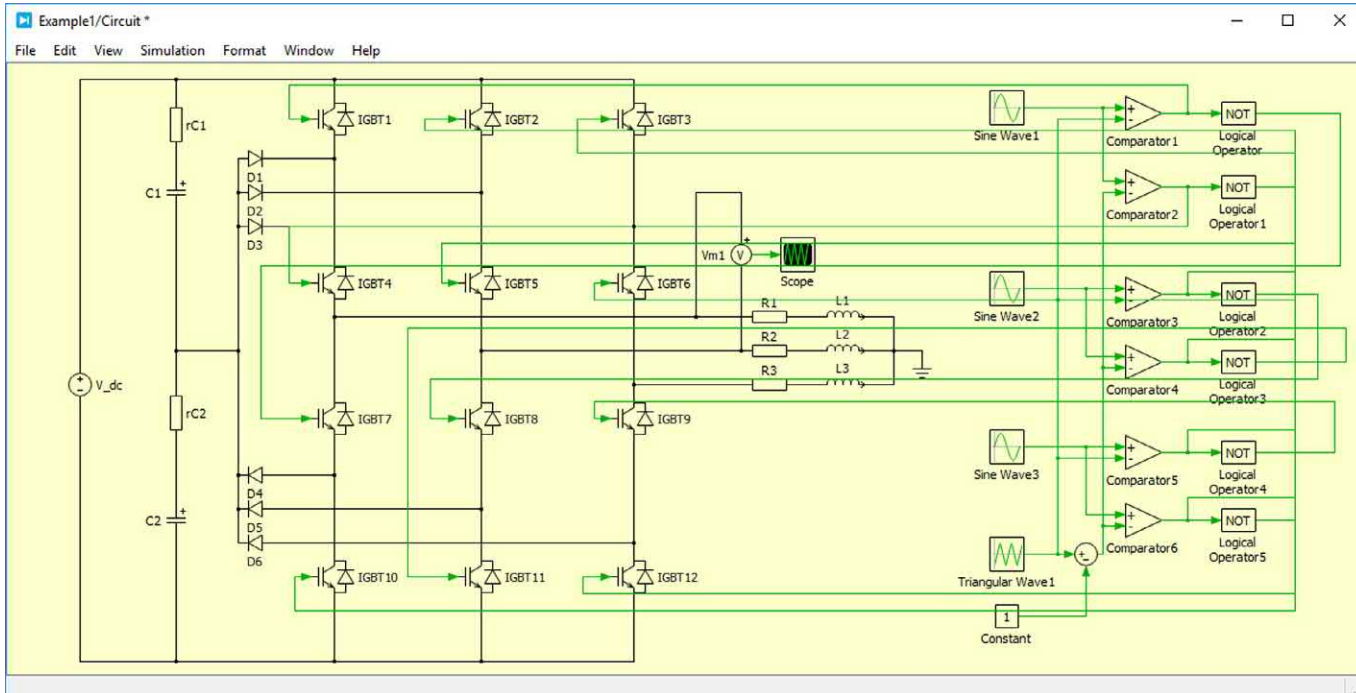 Example1/Circuit *
File Edit View Simulation Format Window Help
rC1
IGBT1
IGBT2
IGBT3
Sine Wave1
+
-
Comparator1
NOT
Logical
Operator
D1
C1
+
D2
D3
+
-
Comparator2
NOT
Logical
Operator1
Vm1
V
+
Scope
IGBT4
IGBT5
IGBT6
Sine Wave2
+
-
Comparator3
NOT
Logical
Operator2
R1
L1
R2
L2
R3
L3
+
-
Comparator4
NOT
Logical
Operator3
+
-
V_dc
rC2
IGBT7
IGBT8
IGBT9
Sine Wave3
+
-
Comparator5
NOT
Logical
Operator4
D4
C2
+
D5
D6
+
-
Comparator6
NOT
Logical
Operator5
IGBT10
IGBT11
IGBT12
Triangular Wave1
+
-
1
Constant